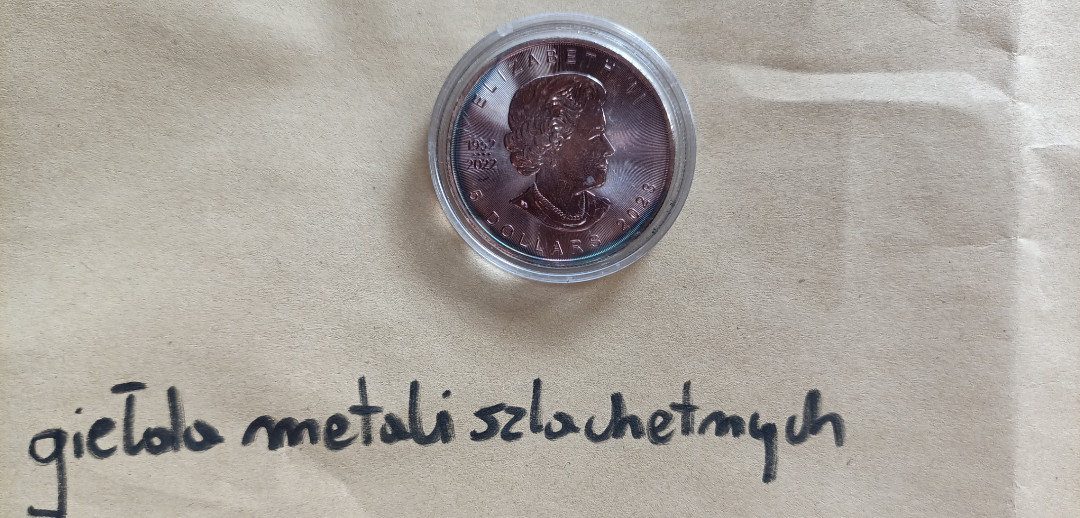 ELIZABETH II
1952
2022
5 DOLLARS 2023
giełda metali szlachetnych